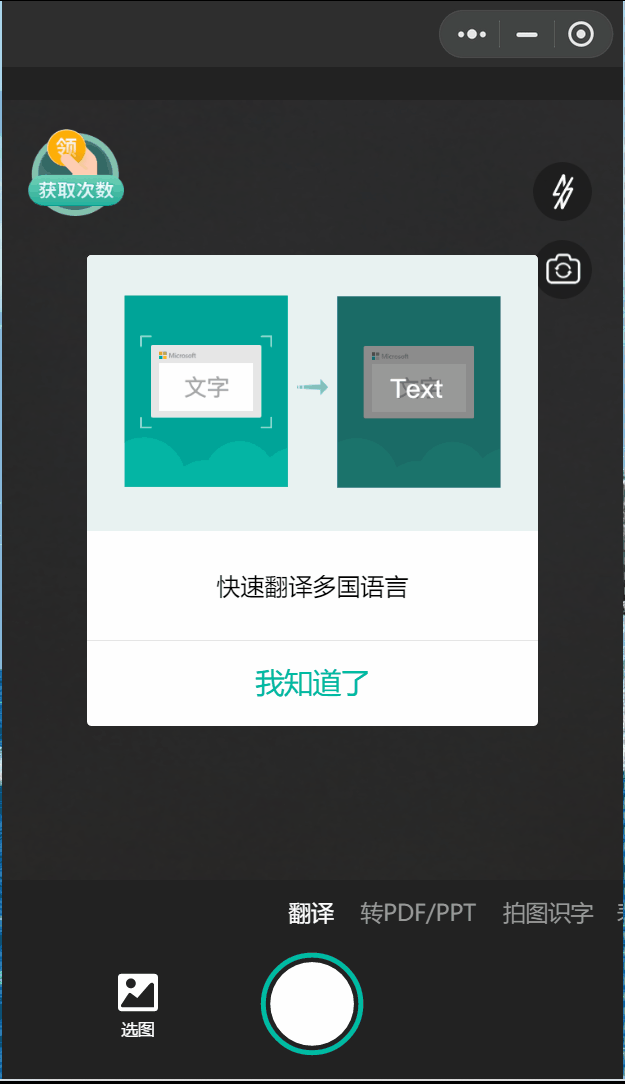 领
获取次数
Microsoft
文字
Microsoft
Text
快速翻译多国语言
我知道了
翻译
转PDF/PPT
拍图识字
选图